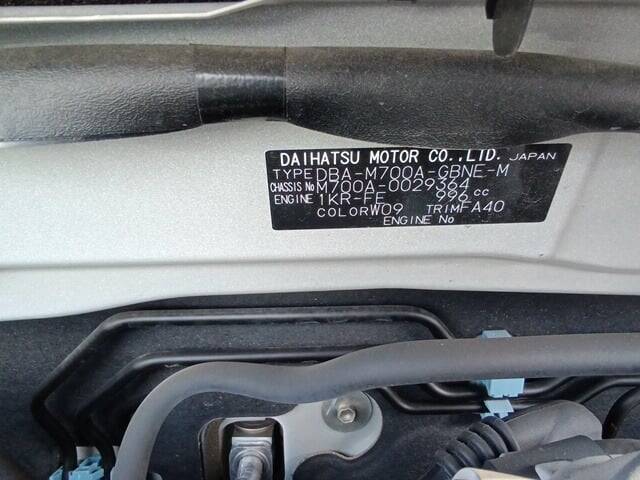 DAIHATSU MOTOR CO.,LTD. JAPAN
TYPE DBA-M700A-GBNE-M
CHASSIS No M700A-0029364
ENGINE 1KR-FE 996 cc
COLOR W09 TRIM FA40
ENGINE No